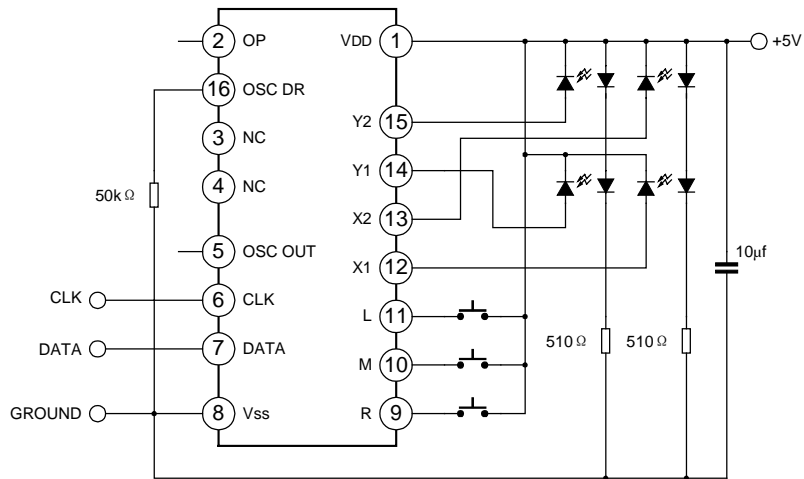 2 OP VDD 1 +5V
16 OSC DR
Y2 15
3 NC
Y1 14
4 NC
50kΩ
X2 13
5 OSC OUT
10μf
X1 12
CLK 6 CLK
L 11
510Ω 510Ω
DATA 7 DATA
M 10
GROUND 8 Vss
R 9